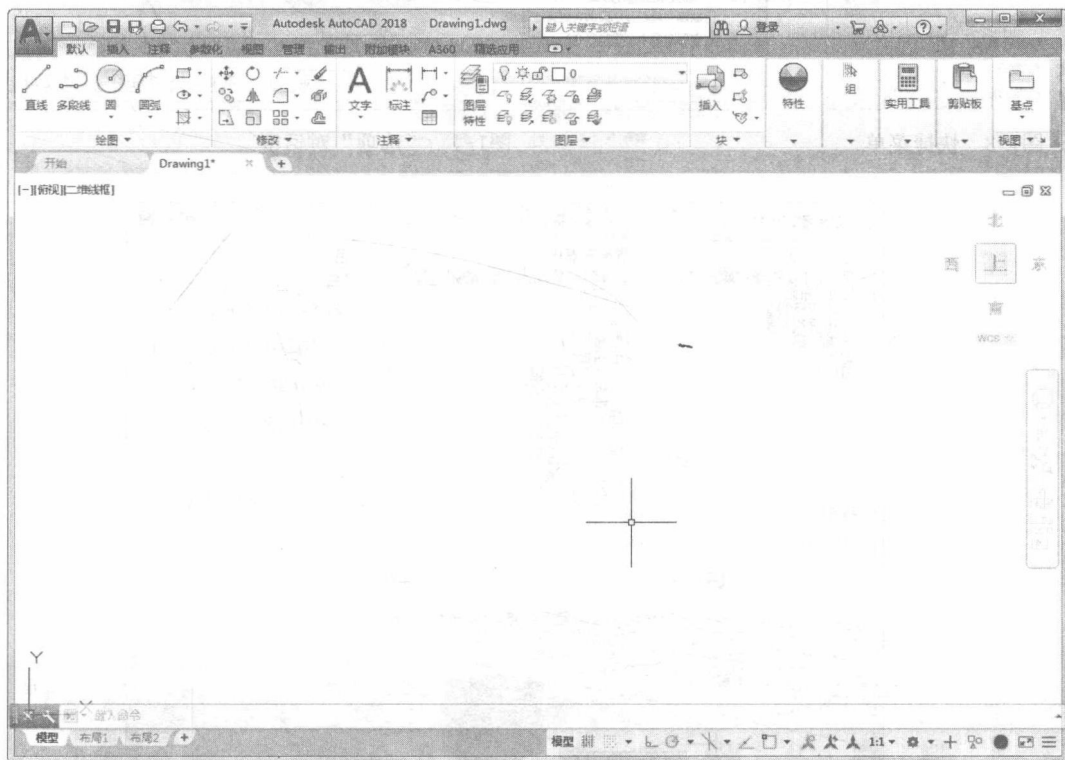 Autodesk AutoCAD 2018 Drawing1.dwg 键入关键字或短语 登录
默认 插入 注释 参数化 视图 管理 输出 附加模块 A360 精选应用
直线 多段线 圆 圆弧 文字 标注 图层特性 0 插入 特性 组 实用工具 剪贴板 基点
绘图 修改 注释 图层 块 视图
开始 Drawing1* +
[-][俯视][二维线框]
北
西 上 东
南
WCS
Y
X 键入命令
模型 布局1 布局2 + 模型 1:1